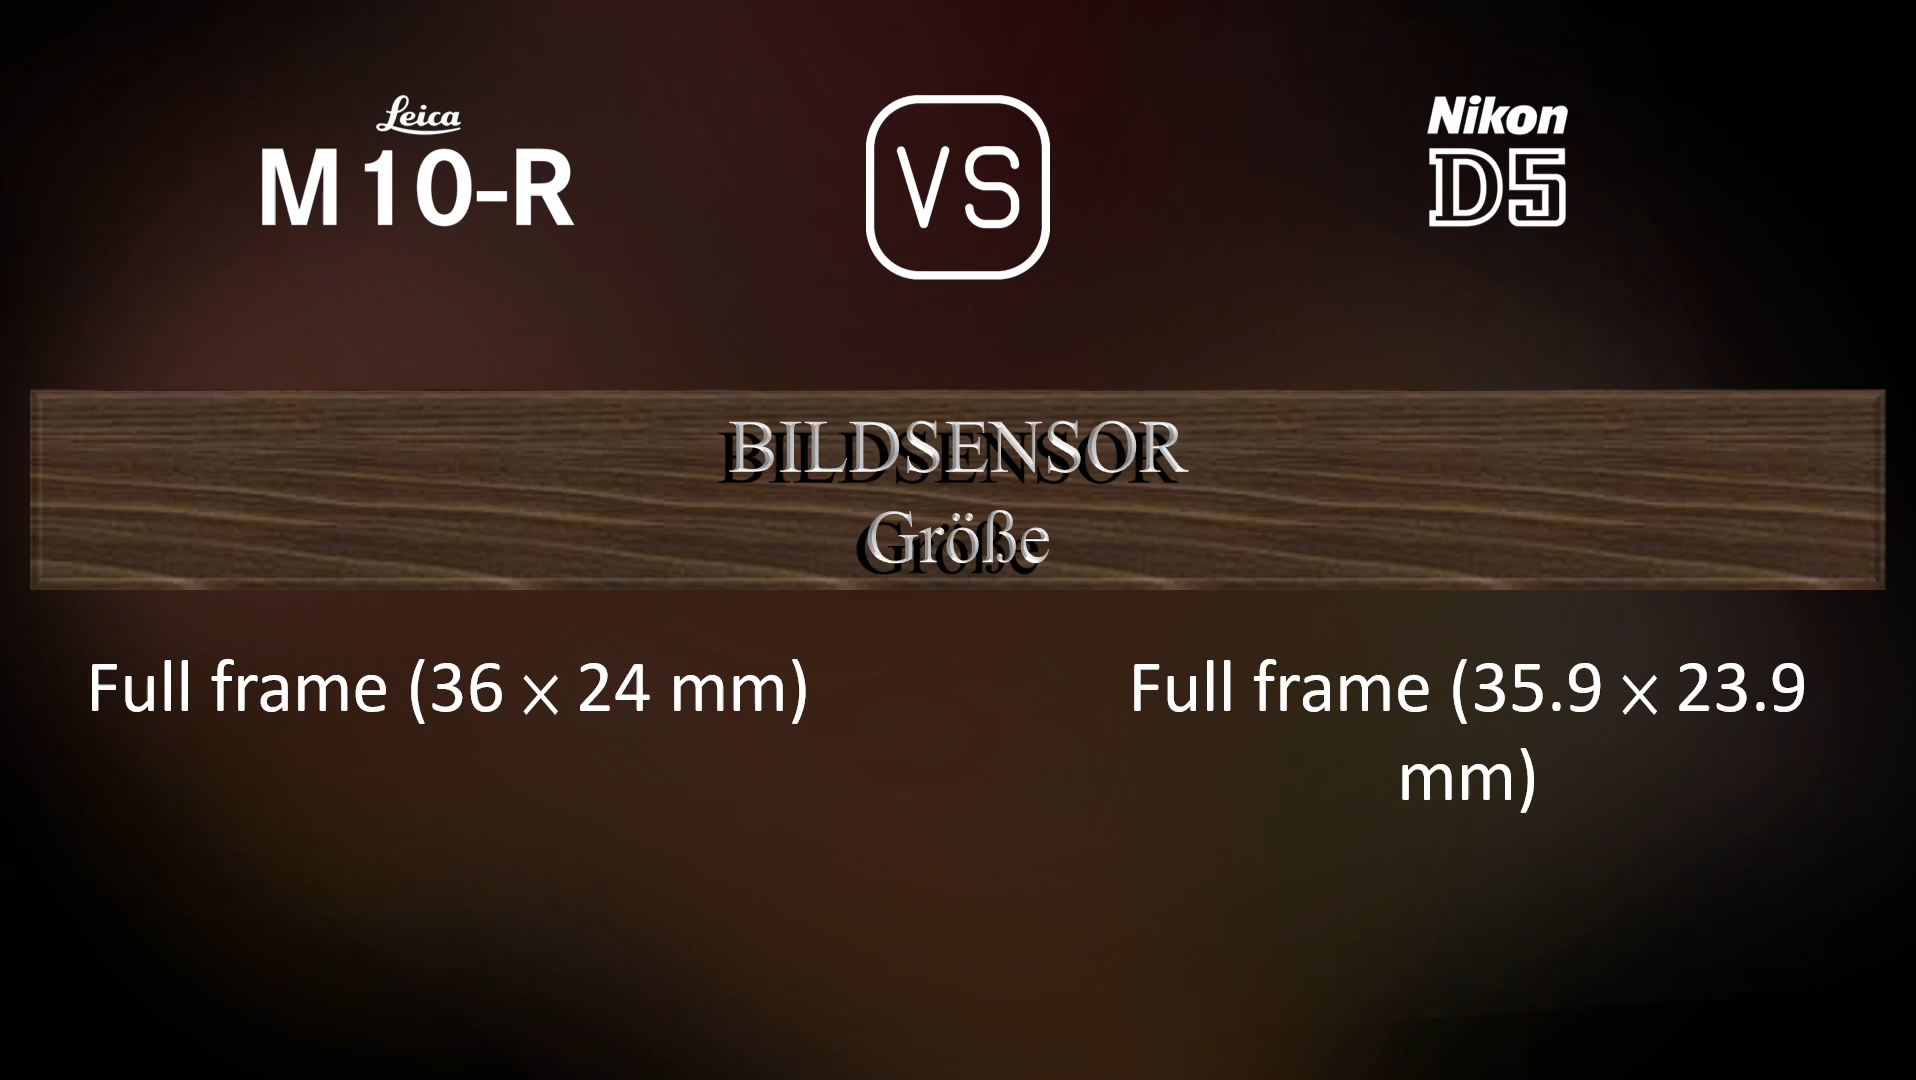 Leica
M10-R
VS
Nikon
D5
BILDSENSOR
Größe
Full frame (36 x 24 mm)
Full frame (35.9 x 23.9
mm)